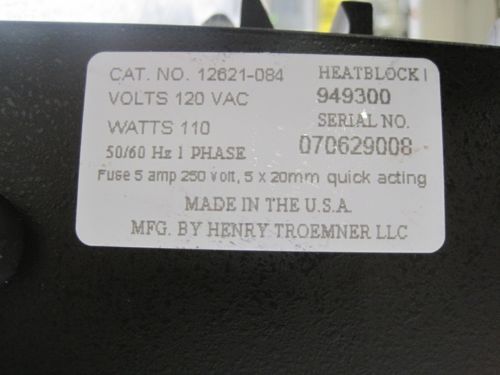 CAT. NO. 12621-084 HEATBLOCK I
VOLTS 120 VAC 949300
WATTS 110 SERIAL NO.
50/60 Hz 1 PHASE 070629008
Fuse 5 amp 250 volt, 5 x 20mm quick acting
MADE IN THE U.S.A.
MFG. BY HENRY TROEMNER LLC